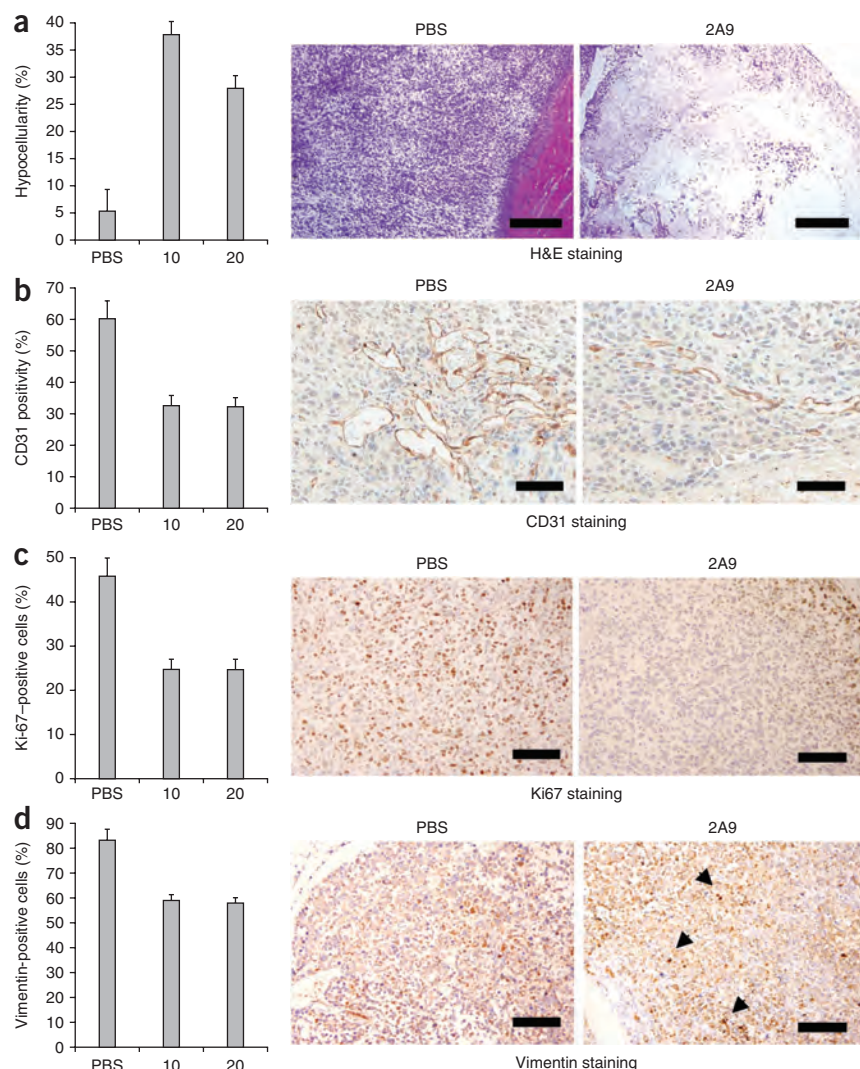 a
Hypocellularity (%)
40
35
30
25
20
15
10
5
0
PBS 10 20
PBS 2A9
H&E staining
b
CD31 positivity (%)
70
60
50
40
30
20
10
0
PBS 10 20
PBS 2A9
CD31 staining
c
Ki-67–positive cells (%)
50
40
30
20
10
0
PBS 10 20
PBS 2A9
Ki67 staining
d
Vimentin-positive cells (%)
90
80
70
60
50
40
30
20
10
0
PBS 10 20
PBS 2A9
Vimentin staining